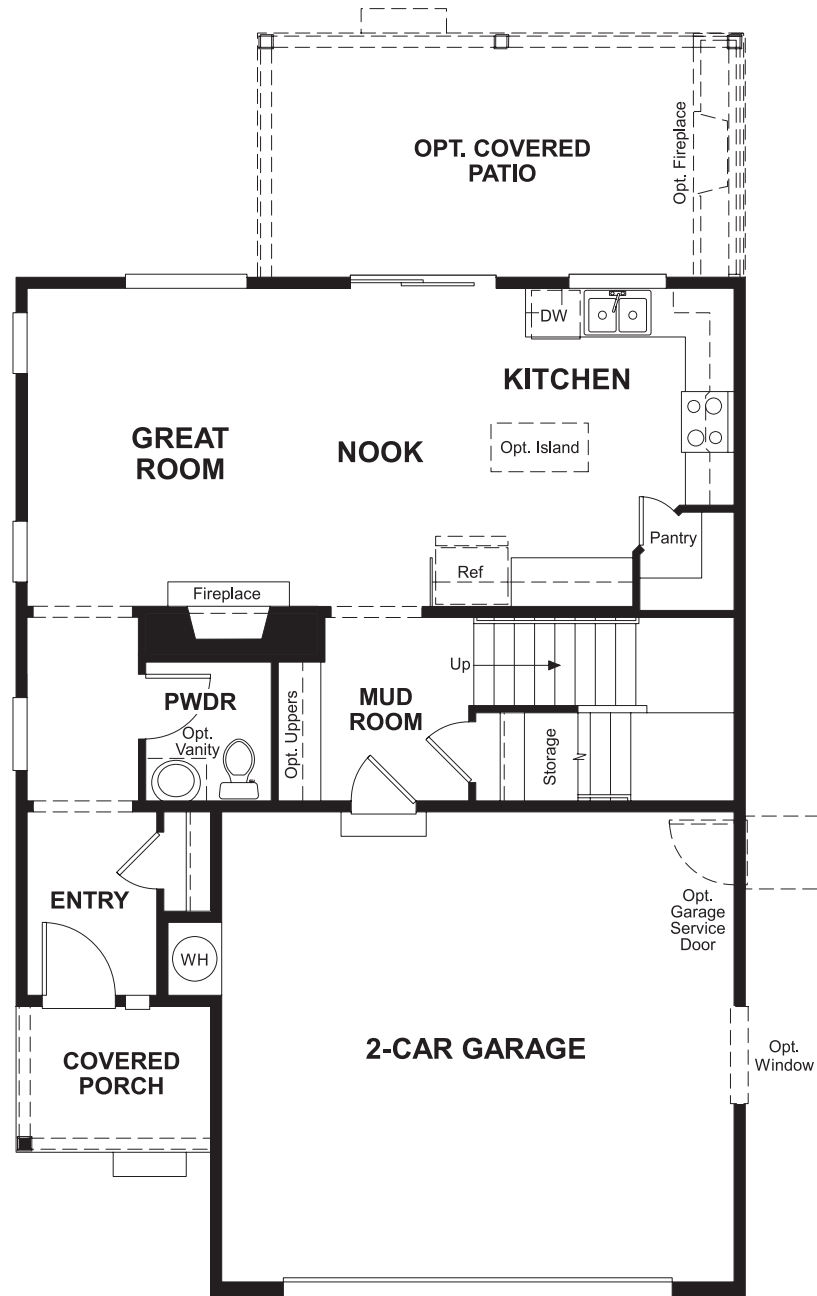 OPT. COVERED
PATIO
Opt. Fireplace
DW
KITCHEN
GREAT
ROOM
NOOK
Opt. Island
Pantry
Ref
Fireplace
Up
PWDR
Opt.
Vanity
Opt. Uppers
MUD
ROOM
Storage
ENTRY
WH
Opt.
Garage
Service
Door
2-CAR GARAGE
Opt.
Window
COVERED
PORCH